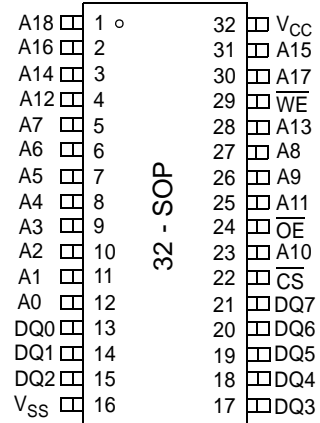 A18 1 32 VCC
A16 2 31 A15
A14 3 30 A17
A12 4 29 WE
A7 5 28 A13
A6 6 27 A8
A5 7 26 A9
A4 8 25 A11
A3 9 24 OE
A2 10 23 A10
A1 11 22 CS
A0 12 21 DQ7
DQ0 13 20 DQ6
DQ1 14 19 DQ5
DQ2 15 18 DQ4
VSS 16 17 DQ3
32 - SOP